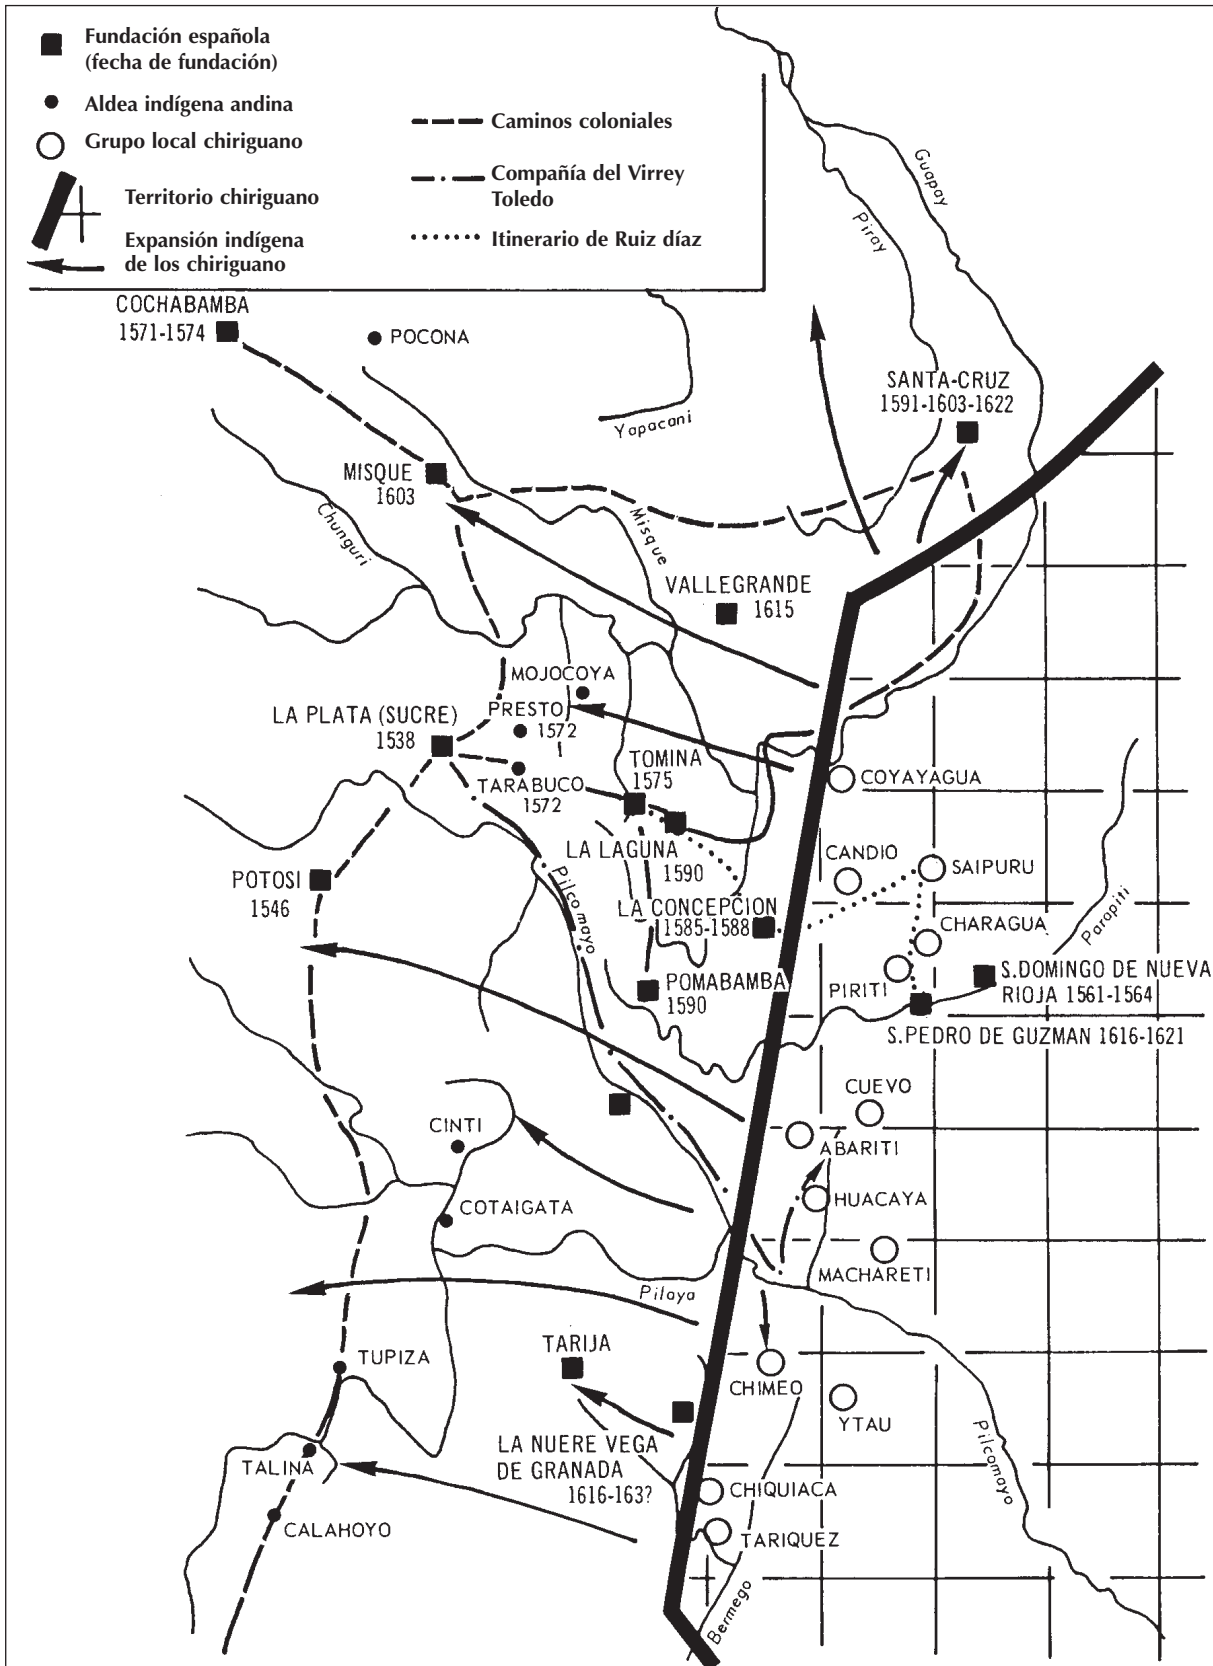 Fundación española
(fecha de fundación)
Aldea indígena andina
Grupo local chiriguano
Territorio chiriguano
Expansión indígena
de los chiriguano
Caminos coloniales
Compañía del Virrey
Toledo
Itinerario de Ruiz díaz
Guapay
Piray
COCHABAMBA
1571-1574
POCONA
Yapacani
SANTA-CRUZ
1591-1603-1622
MISQUE
1603
Chunguri
Misque
VALLEGRANDE
1615
MOJOCOYA
LA PLATA (SUCRE)
1538
PRESTO
1572
TARABUCO
1572
TOMINA
1575
COYAYAGUA
LA LAGUNA
1590
CANDIO
SAIPURU
POTOSI
1546
Pilcomayo
LA CONCEPCION
1585-1588
CHARAGUA
Parapiti
POMABAMBA
1590
PIRITI
S.DOMINGO DE NUEVA
RIOJA 1561-1564
S.PEDRO DE GUZMAN 1616-1621
CUEVO
CINTI
ABARITI
COTAIGATA
HUACAYA
MACHARETI
Pilaya
TARIJA
TUPIZA
CHIMEO
YTAU
LA NUERE VEGA
DE GRANADA
1616-163?
TALINA
CHIQUIACA
Pilcomayo
CALAHOYO
TARIQUEZ
Bermego